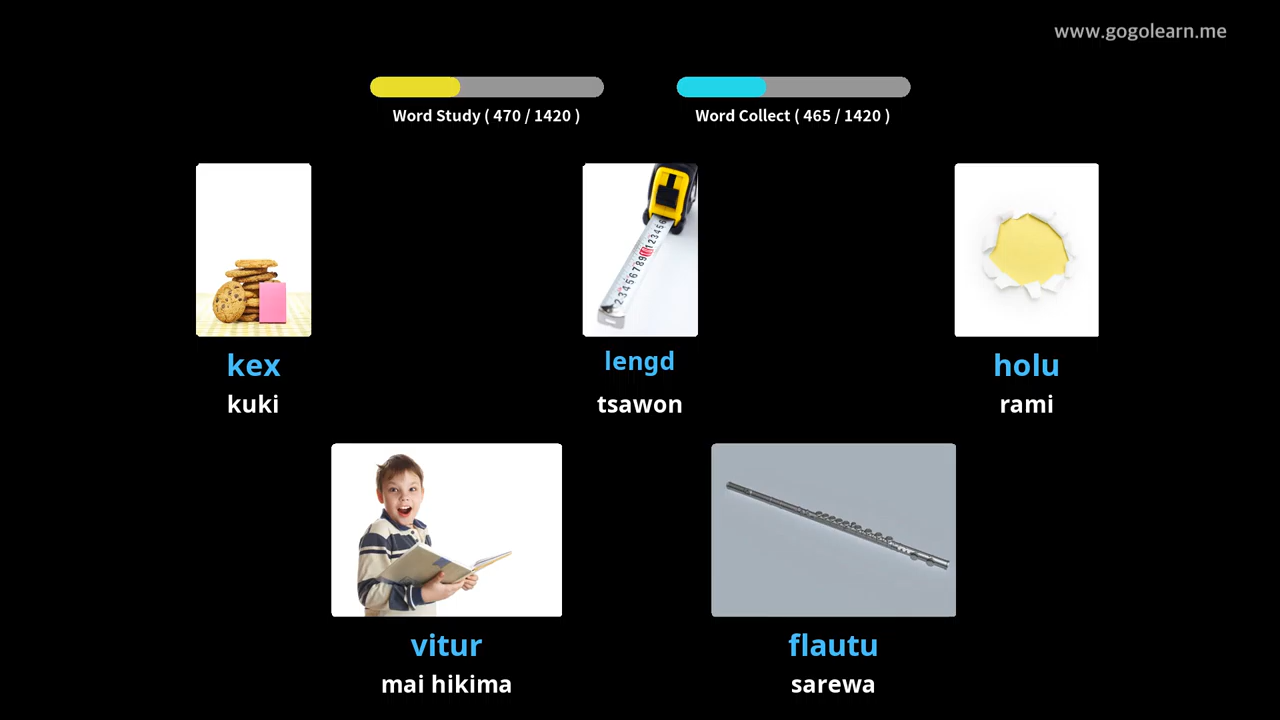 www.gogolearn.me
Word Study ( 470 / 1420 )
Word Collect ( 465 / 1420 )
kex
kuki
lengd
tsawon
holu
rami
vitur
mai hikima
flautu
sarewa